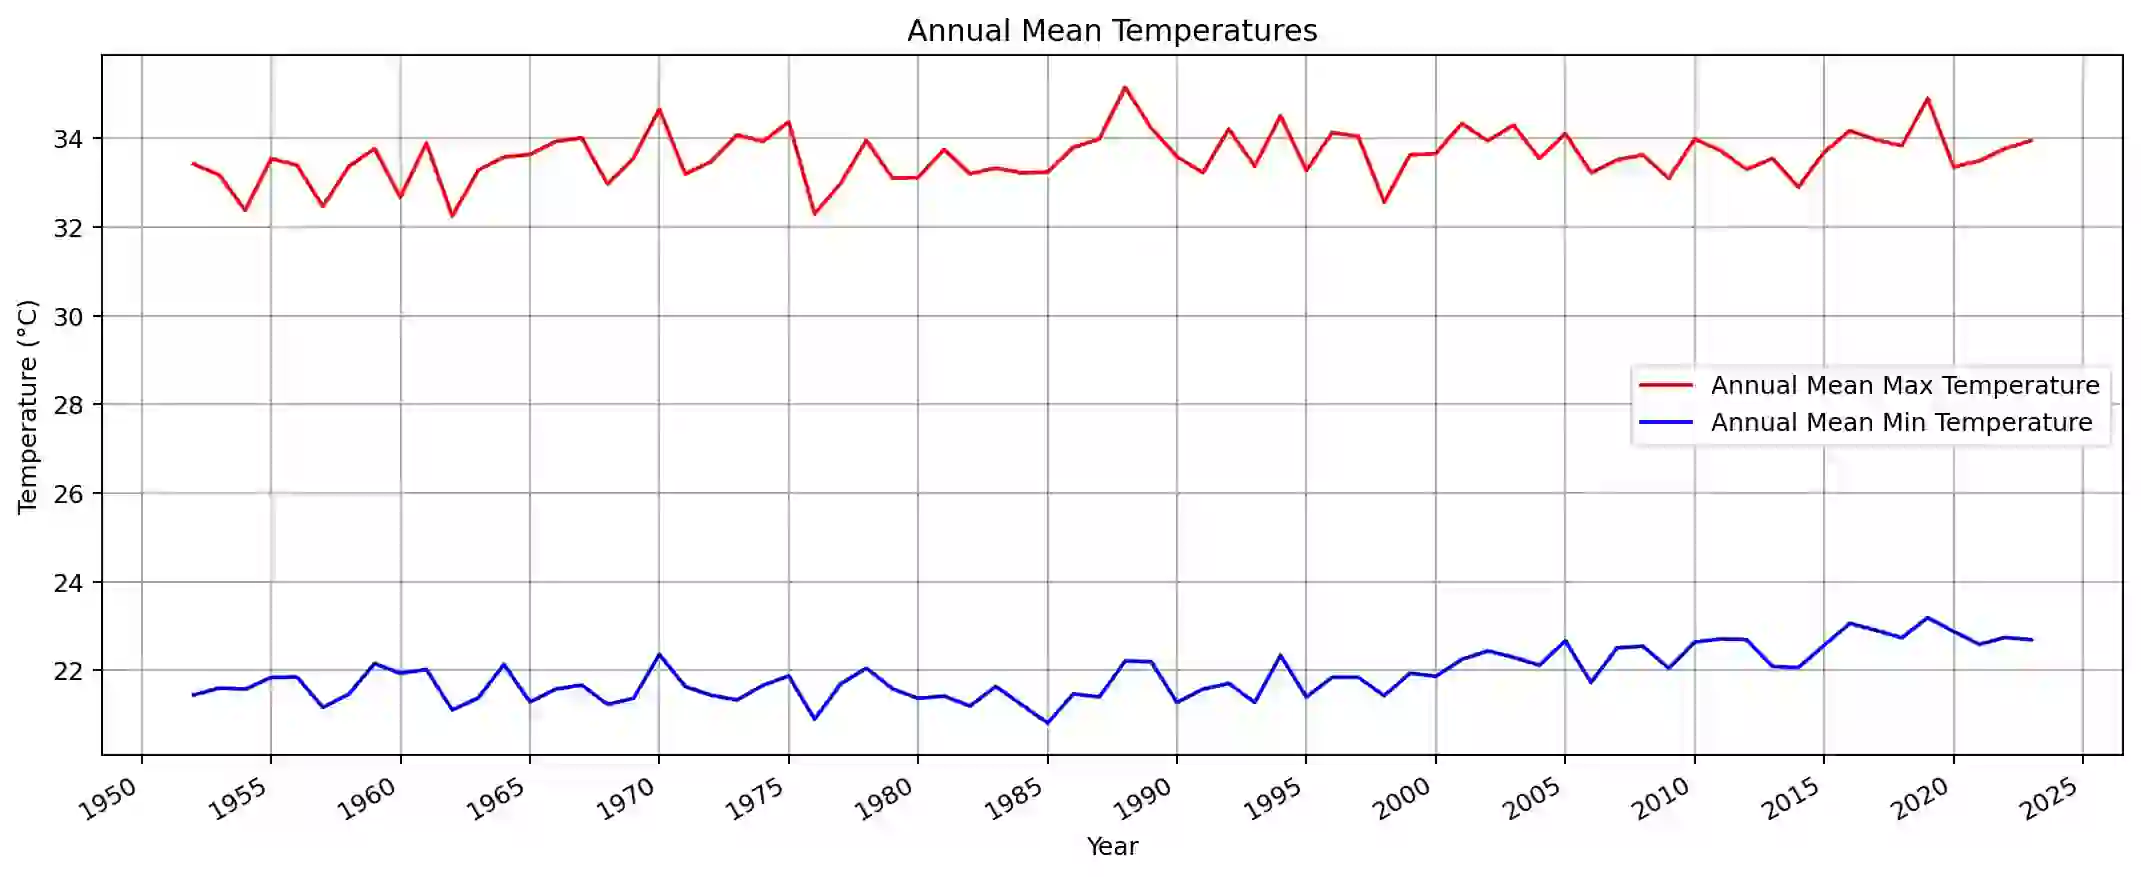 Annual Mean Temperatures
Temperature (°C)
34
32
30
28
26
24
22
Annual Mean Max Temperature
Annual Mean Min Temperature
1950 1955 1960 1965 1970 1975 1980 1985 1990 1995 2000 2005 2010 2015 2020 2025
Year